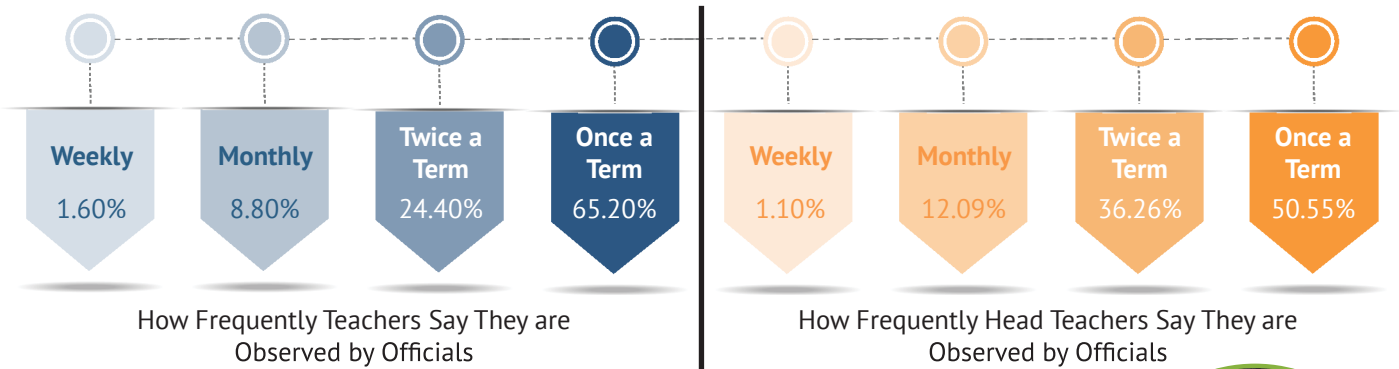 Weekly
1.60%
Monthly
8.80%
Twice a
Term
24.40%
Once a
Term
65.20%
How Frequently Teachers Say They are
Observed by Officials
Weekly
1.10%
Monthly
12.09%
Twice a
Term
36.26%
Once a
Term
50.55%
How Frequently Head Teachers Say They are
Observed by Officials